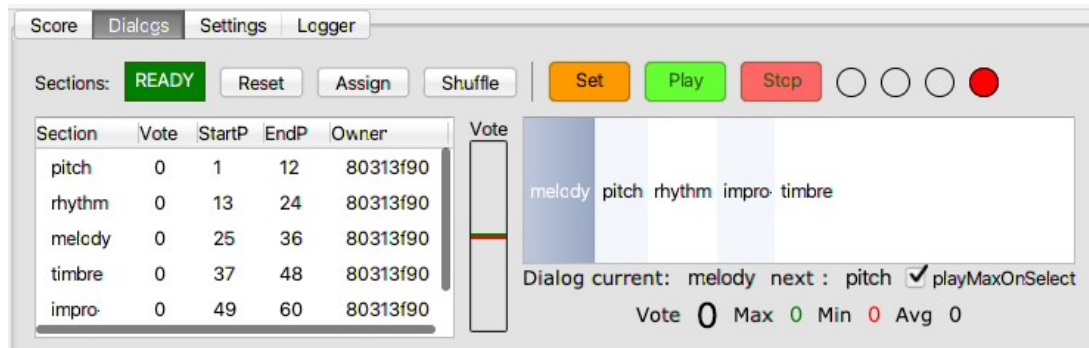 Score Dialogs Settings Logger
Sections: READY Reset Assign Shuffle Set Play Stop
Section Vote StartP EndP Owner
pitch 0 1 12 80313f90
rhythm 0 13 24 80313f90
melody 0 25 36 80313f90
timbre 0 37 48 80313f90
impro- 0 49 60 80313f90
Vote
melody pitch rhythm impro- timbre
Dialog current: melody next : pitch playMaxOnSelect
Vote 0 Max 0 Min 0 Avg 0